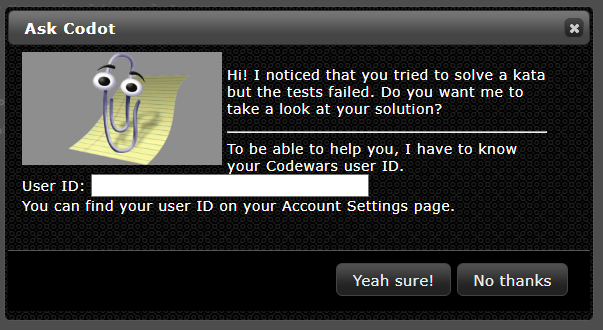 Ask Codot
Hi! I noticed that you tried to solve a kata
but the tests failed. Do you want me to
take a look at your solution?
To be able to help you, I have to know
your Codewars user ID.
User ID:
You can find your user ID on your Account Settings page.
Yeah sure! No thanks